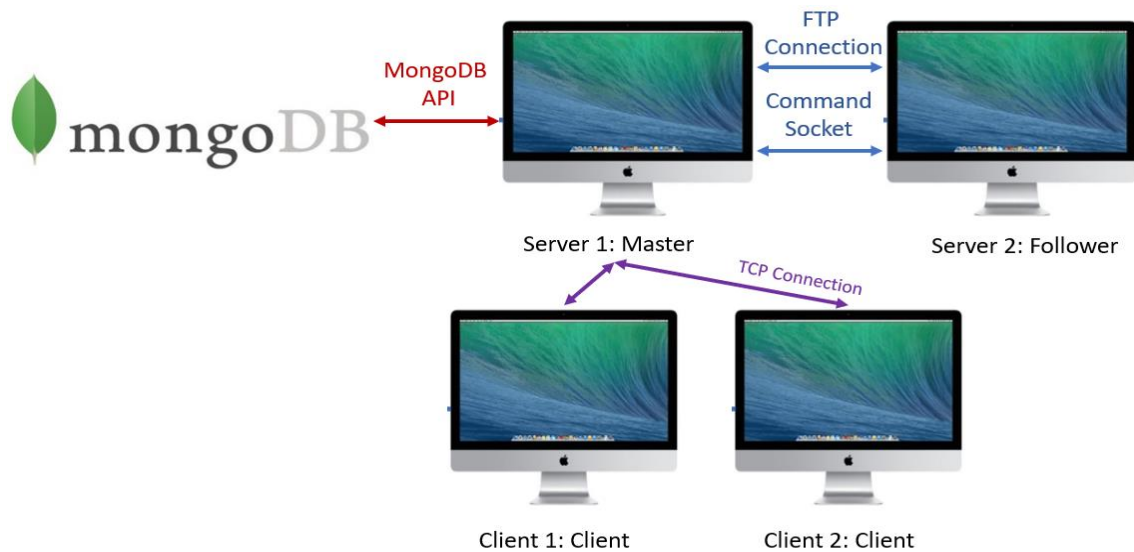 FTP
Connection
MongoDB
API
Command
Socket
mongoDB
Server 1: Master
Server 2: Follower
TCP Connection
Client 1: Client
Client 2: Client